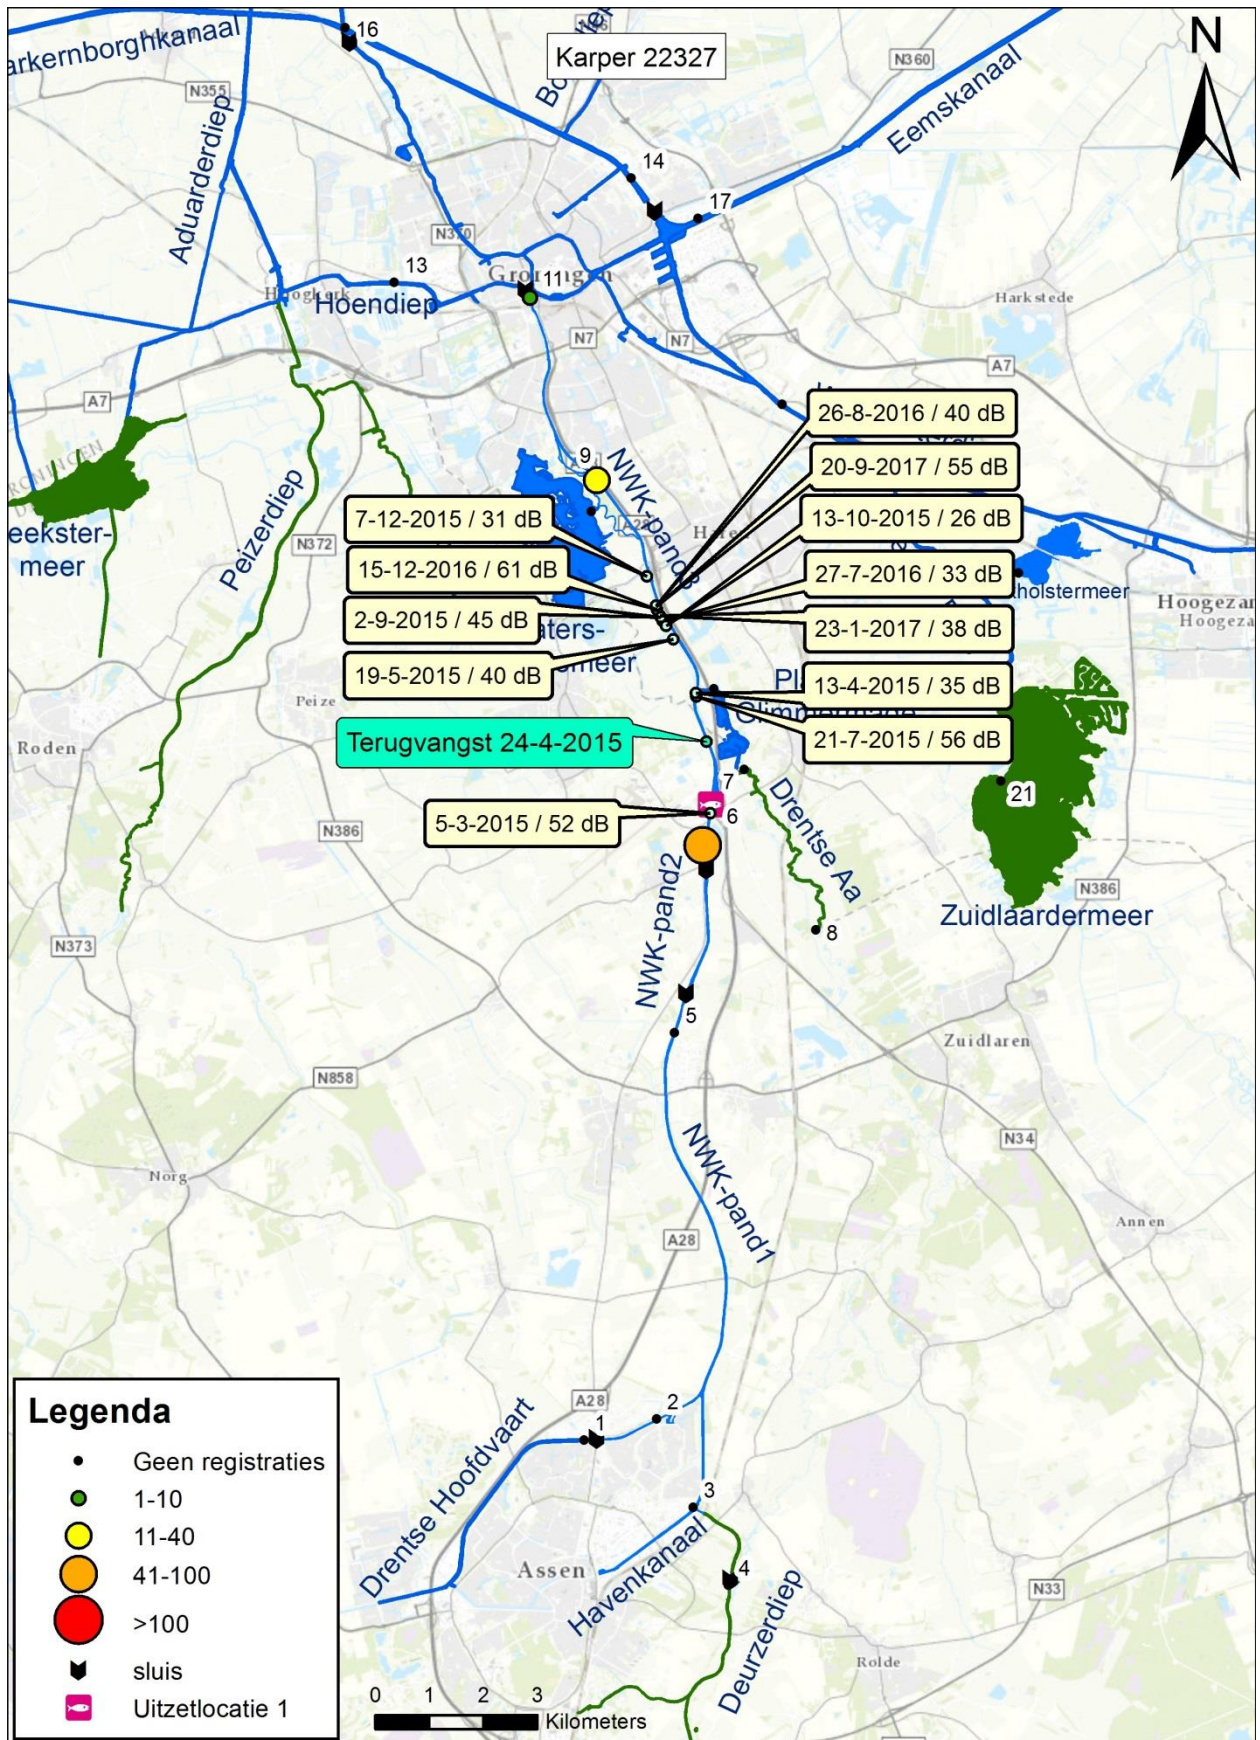 16
Karper 22327
N
N355
N360
Eemskanaal
Aduarderdiep
14
17
N370
13
Groningen
11
Hoogkerk
Hoendiep
Harkstede
N7
N7
A7
A7
26-8-2016 / 40 dB
9
20-9-2017 / 55 dB
NWK-pand3
7-12-2015 / 31 dB
A28
Haren
13-10-2015 / 26 dB
Peizerdiep
N372
15-12-2016 / 61 dB
27-7-2016 / 33 dB
meer
2-9-2015 / 45 dB
23-1-2017 / 38 dB
Hoogezan
Hoogeza
19-5-2015 / 40 dB
13-4-2015 / 35 dB
Peize
Roden
Terugvangst 24-4-2015
21-7-2015 / 56 dB
7
21
6
5-3-2015 / 52 dB
Drentse Aa
N386
N386
NWK-pand2
Zuidlaardermeer
8
N373
5
Zuidlaren
N858
N34
NWK-pand1
Norg
Annen
A28
Legenda
Geen registraties
1-10
11-40
41-100
>100
sluis
Uitzetlocatie 1
A28
2
1
Drentse Hoofdvaart
3
Assen
Havenkanaal
4
N33
Deurzerdiep
Rolde
0 1 2 3
Kilometers